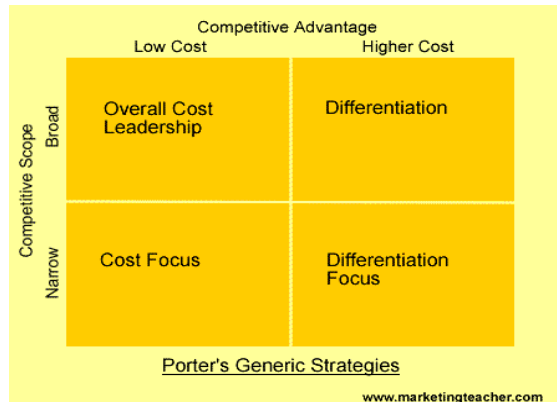 Competitive Advantage
Low Cost Higher Cost
Competitive Scope
Broad
Overall Cost
Leadership
Differentiation
Narrow
Cost Focus
Differentiation
Focus
Porter's Generic Strategies
www.marketingteacher.com